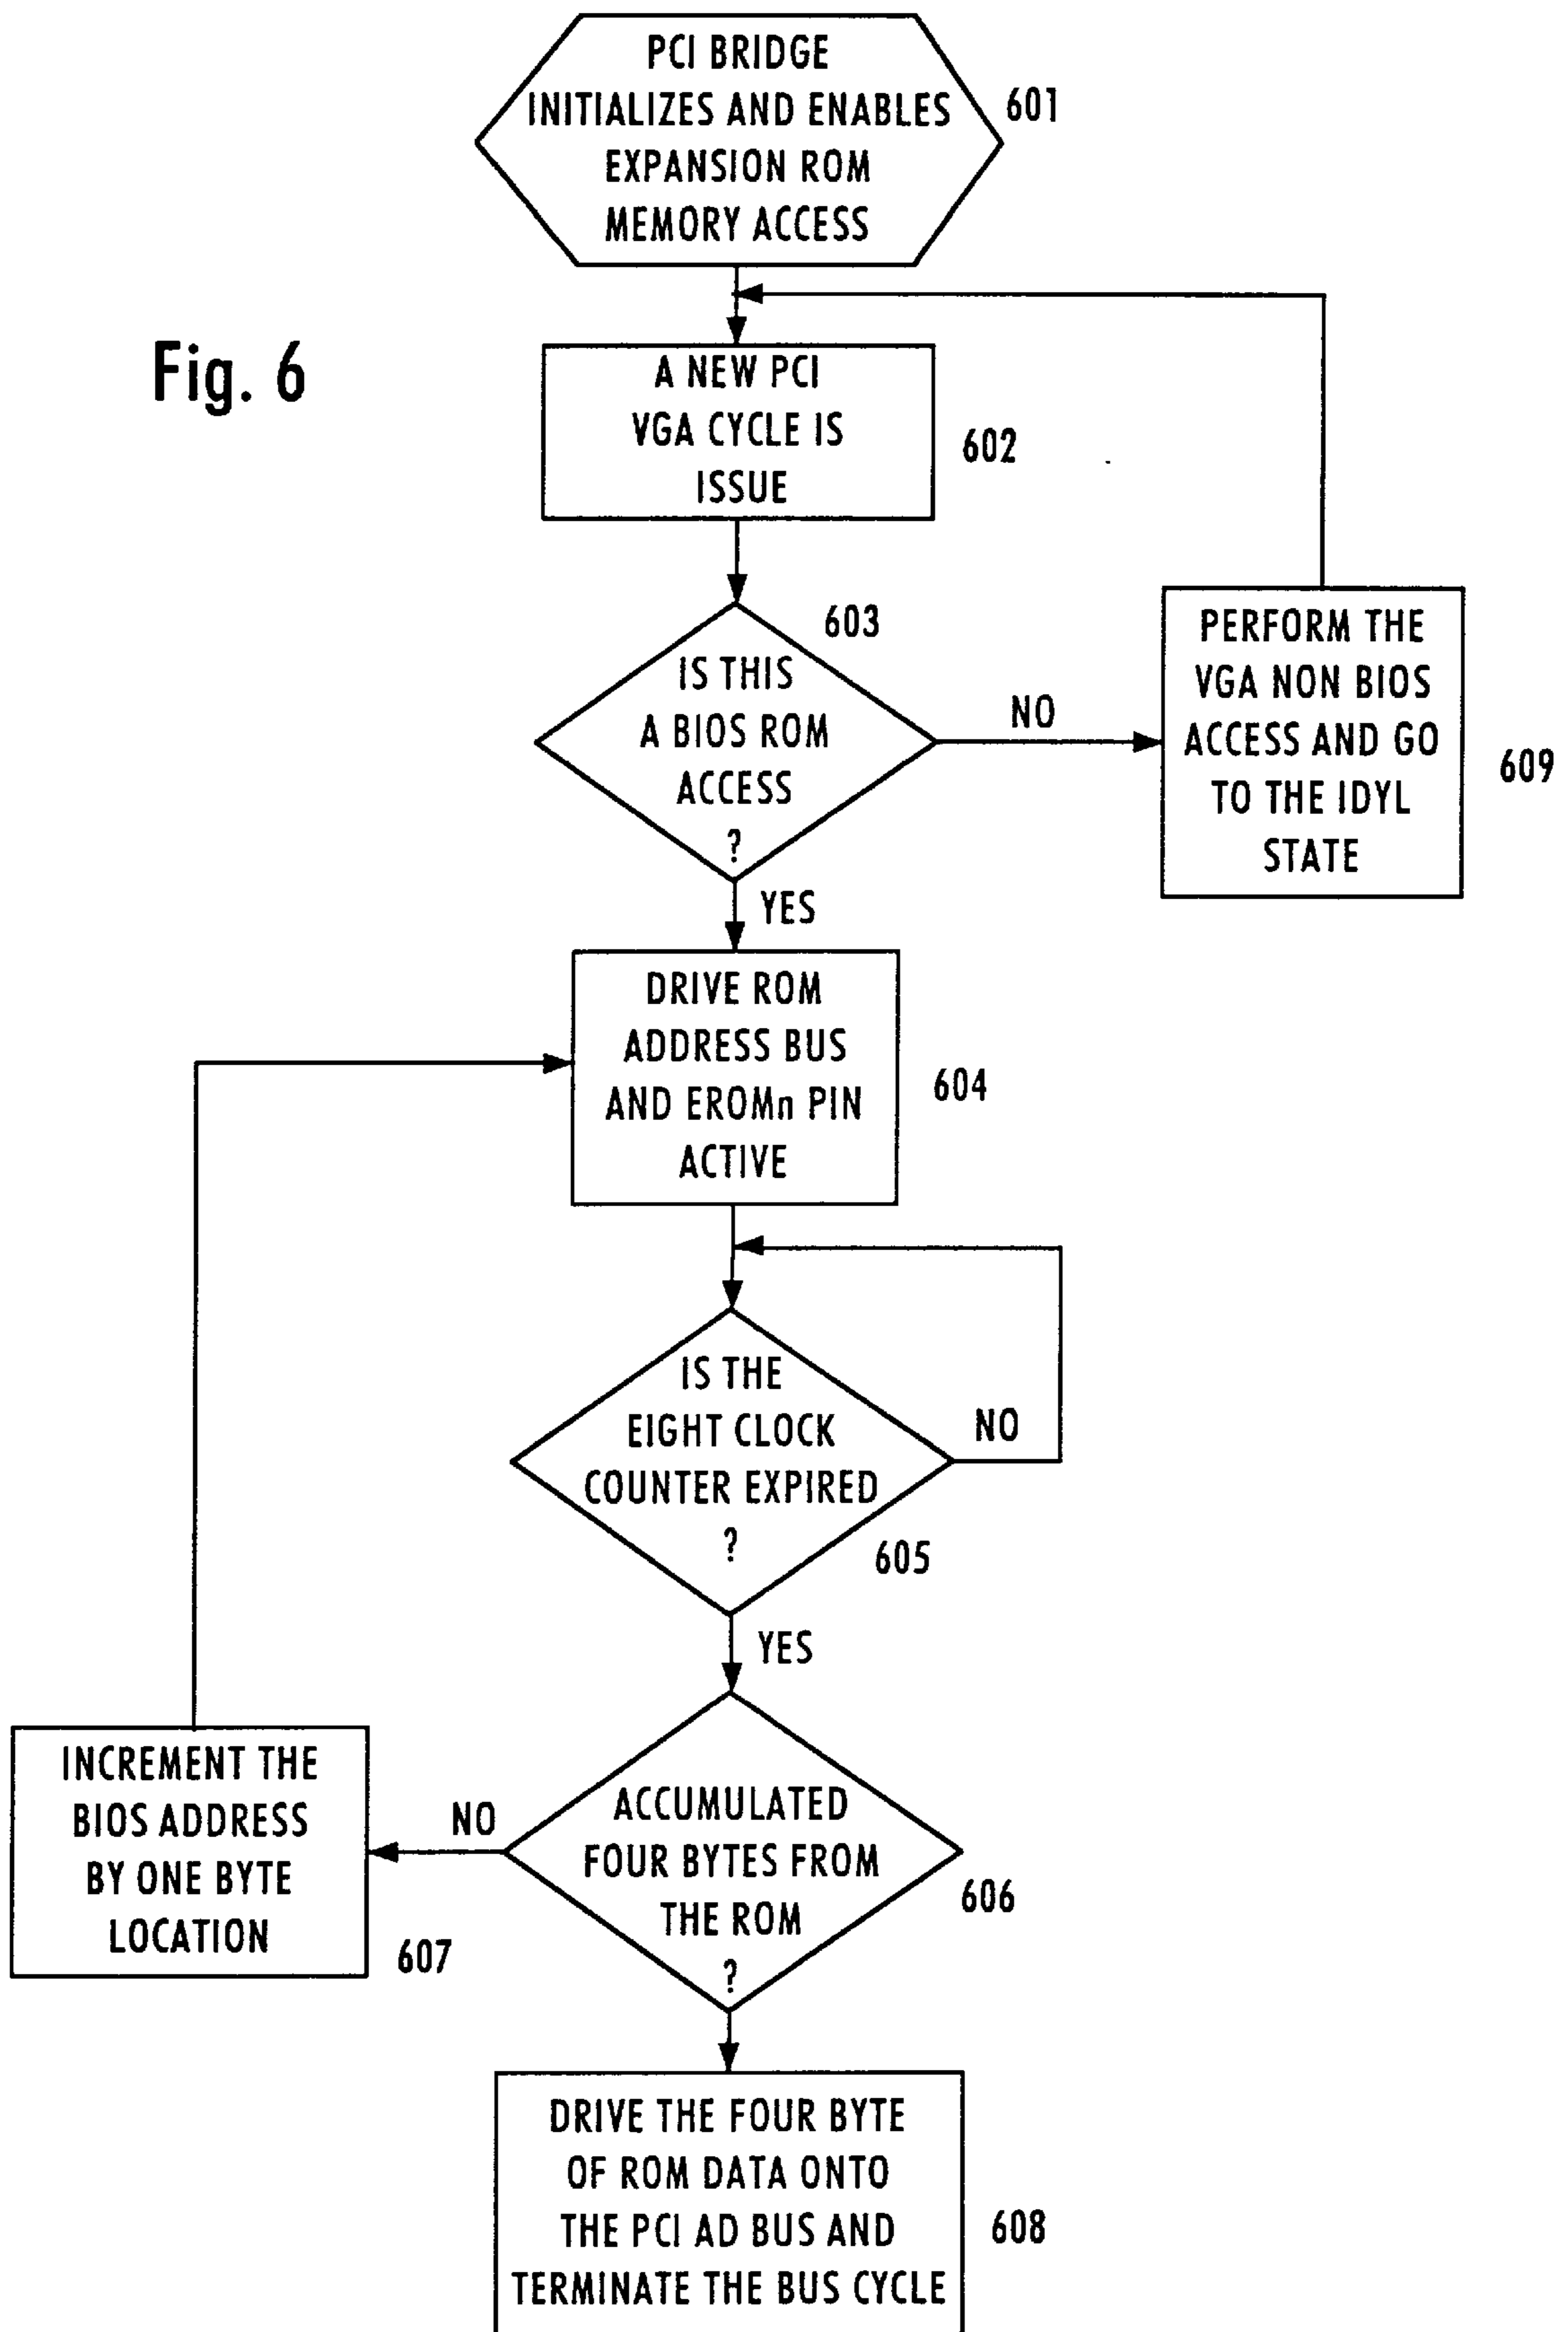 PCI BRIDGE
INITIALIZES AND ENABLES
EXPANSION ROM
MEMORY ACCESS
601
Fig. 6
A NEW PCI
VGA CYCLE IS
ISSUE
602
603
IS THIS
A BIOS ROM
ACCESS
?
NO
PERFORM THE
VGA NON BIOS
ACCESS AND GO
TO THE IDYL
STATE
609
YES
DRIVE ROM
ADDRESS BUS
AND EROMn PIN
ACTIVE
604
IS THE
EIGHT CLOCK
COUNTER EXPIRED
?
NO
605
YES
INCREMENT THE
BIOS ADDRESS
BY ONE BYTE
LOCATION
607
NO
ACCUMULATED
FOUR BYTES FROM
THE ROM
?
606
DRIVE THE FOUR BYTE
OF ROM DATA ONTO
THE PCI AD BUS AND
TERMINATE THE BUS CYCLE
608